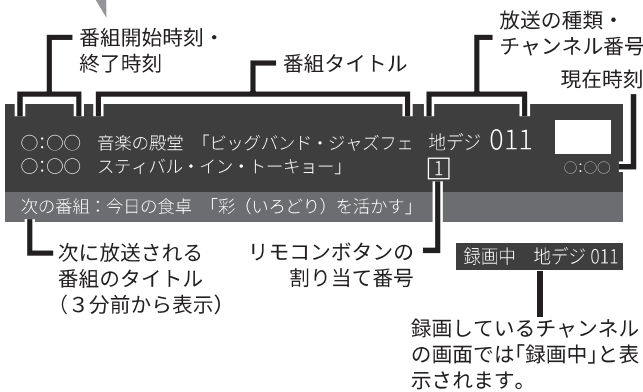 番組開始時刻・
終了時刻
番組タイトル
放送の種類・
チャンネル番号
現在時刻
○:○○
○:○○
音楽の殿堂 「ビッグバンド・ジャズフェ
スティバル・イン・トーキョー」
地デジ 011
1
○:○○
次の番組：今日の食卓 「彩（いろどり）を活かす」
次に放送される
番組のタイトル
（３分前から表示）
リモコンボタンの
割り当て番号
録画中 地デジ 011
録画しているチャンネル
の画面では「録画中」と表
示されます。